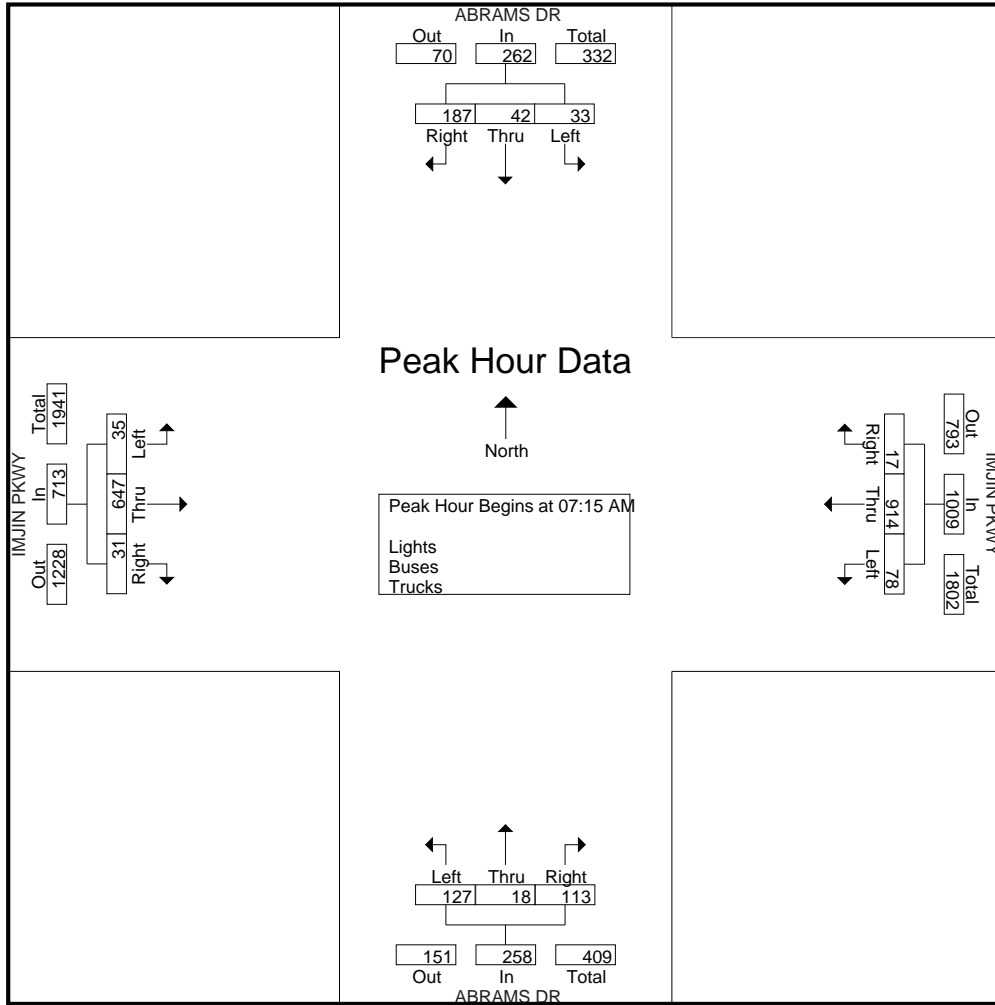 ABRAMS DR
Out In Total
70 262 332
187 42 33
Right Thru Left
Peak Hour Data
North
Peak Hour Begins at 07:15 AM
Lights
Buses
Trucks
IMJIN PKWY
Out In Total
1228 713 1941
31 647 35
Right Thru Left
IMJIN PKWY
Out In Total
793 1009 1802
17 914 78
Right Thru Left
Left Thru Right
127 18 113
151 258 409
Out In Total
ABRAMS DR